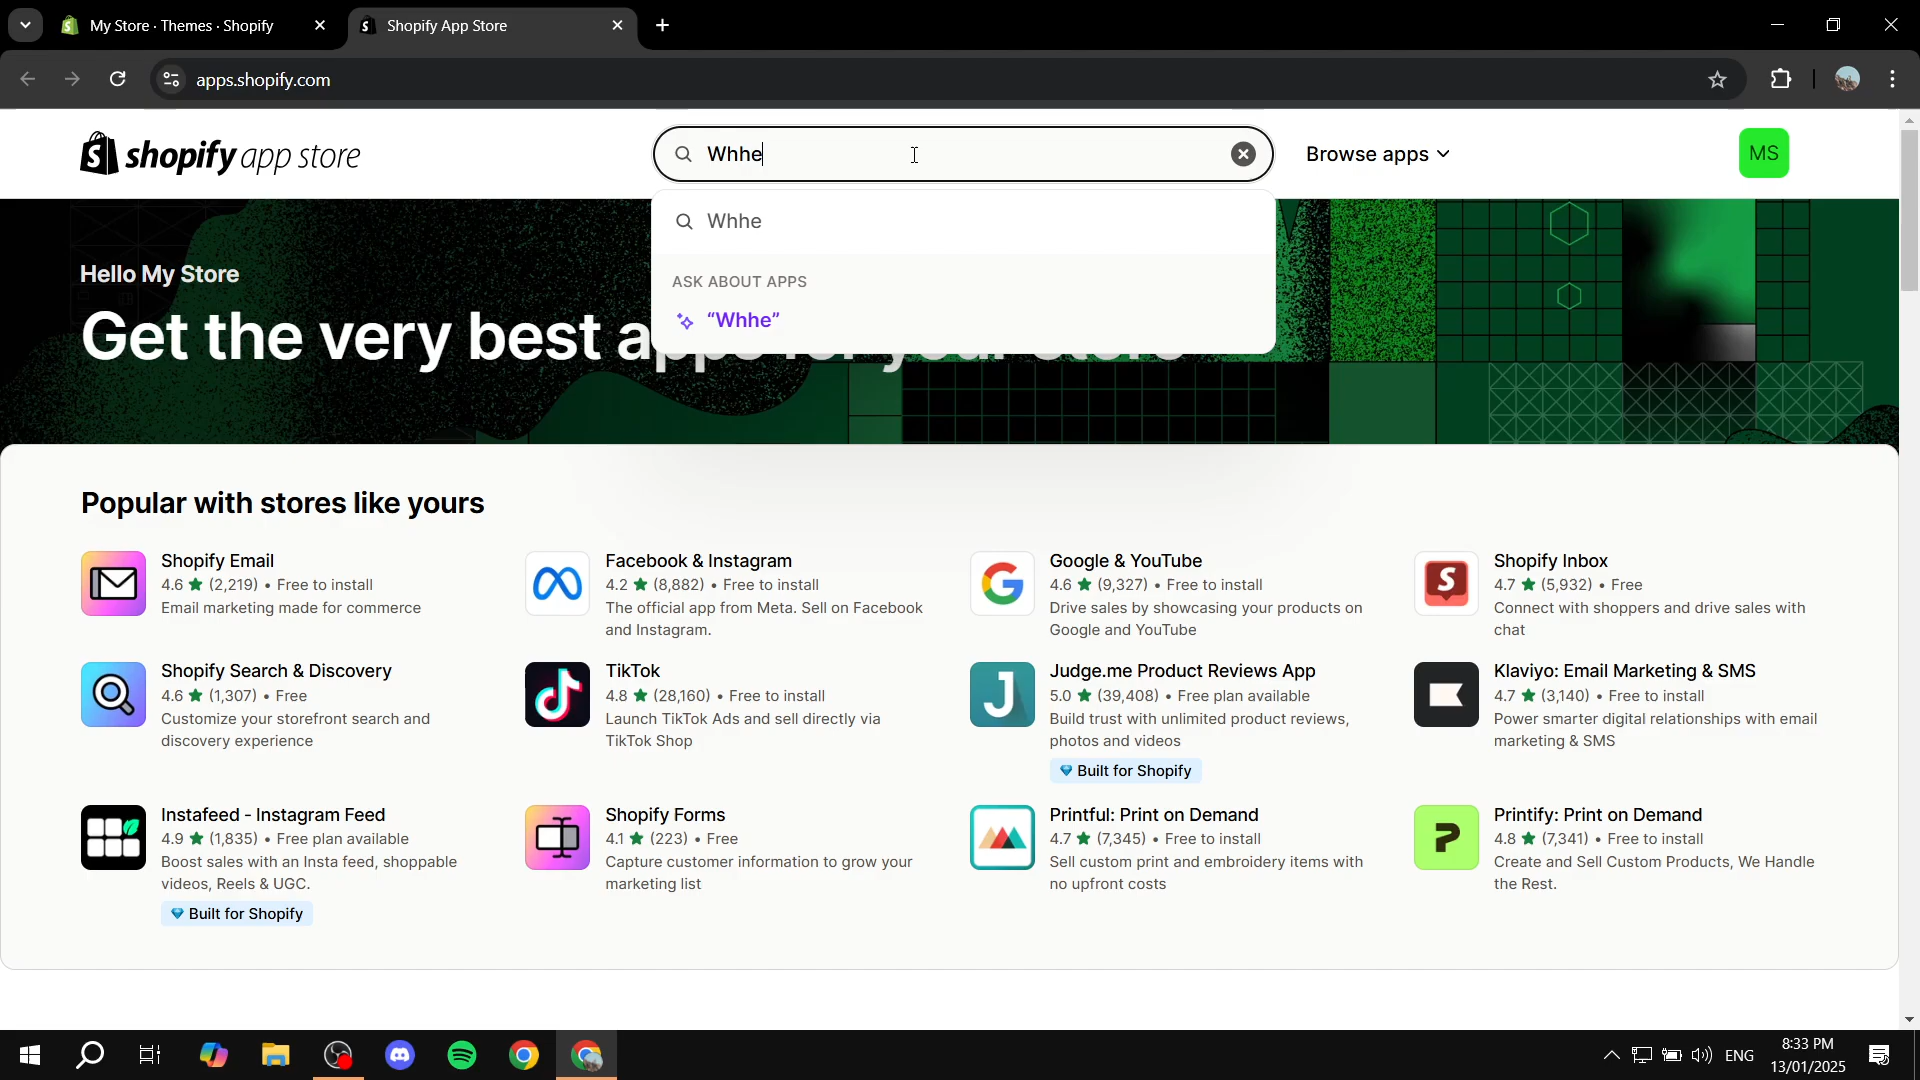 My Store · Themes · Shopify
Shopify App Store
apps.shopify.com
shopify app store
Whhe
Browse apps
MS
Whhe
ASK ABOUT APPS
“Whhe”
Hello My Store
Get the very best apps for your store
Popular with stores like yours
Shopify Email
4.6 ★ (2,219) • Free to install
Email marketing made for commerce
Facebook & Instagram
4.2 ★ (8,882) • Free to install
The official app from Meta. Sell on Facebook
and Instagram.
Google & YouTube
4.6 ★ (9,327) • Free to install
Drive sales by showcasing your products on
Google and YouTube
Shopify Inbox
4.7 ★ (5,932) • Free
Connect with shoppers and drive sales with
chat
Shopify Search & Discovery
4.6 ★ (1,307) • Free
Customize your storefront search and
discovery experience
TikTok
4.8 ★ (28,160) • Free to install
Launch TikTok Ads and sell directly via
TikTok Shop
Judge.me Product Reviews App
5.0 ★ (39,408) • Free plan available
Build trust with unlimited product reviews,
photos and videos
Built for Shopify
Klaviyo: Email Marketing & SMS
4.7 ★ (3,140) • Free to install
Power smarter digital relationships with email
marketing & SMS
Instafeed - Instagram Feed
4.9 ★ (1,835) • Free plan available
Boost sales with an Insta feed, shoppable
videos, Reels & UGC.
Built for Shopify
Shopify Forms
4.1 ★ (223) • Free
Capture customer information to grow your
marketing list
Printful: Print on Demand
4.7 ★ (7,345) • Free to install
Sell custom print and embroidery items with
no upfront costs
Printify: Print on Demand
4.8 ★ (7,341) • Free to install
Create and Sell Custom Products, We Handle
the Rest.
ENG
8:33 PM
13/01/2025